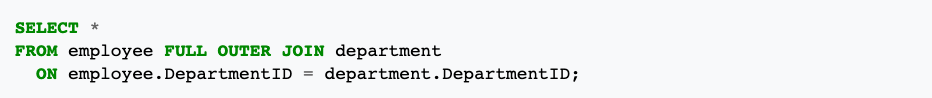 SELECT *
FROM employee FULL OUTER JOIN department
  ON employee.DepartmentID = department.DepartmentID;